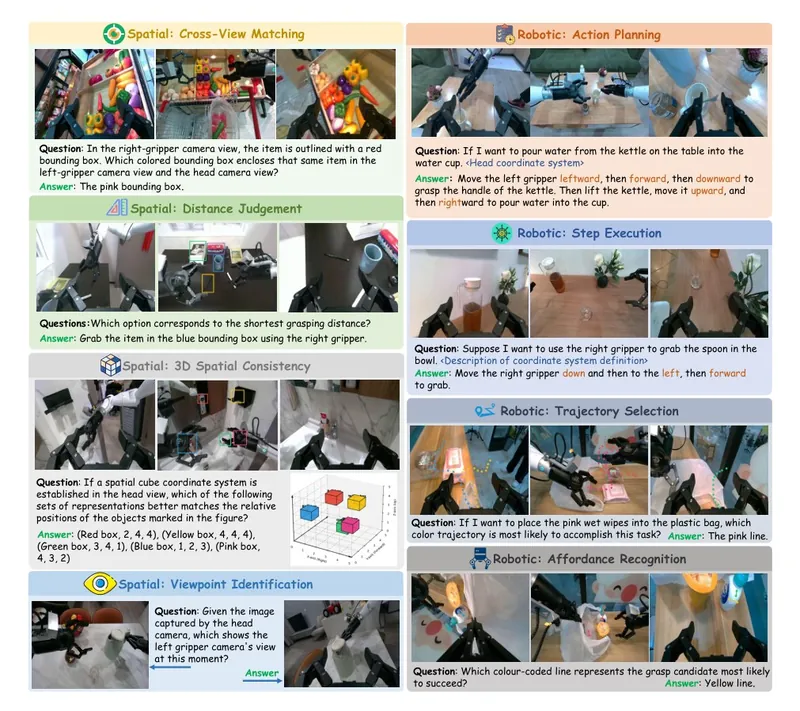 Spatial: Cross-View Matching
Question: In the right-gripper camera view, the item is outlined with a red
bounding box. Which colored bounding box encloses that same item in the
left-gripper camera view and the head camera view?
Answer: The pink bounding box.
Spatial: Distance Judgement
Questions:Which option corresponds to the shortest grasping distance?
Answer: Grab the item in the blue bounding box using the right gripper.
Spatial: 3D Spatial Consistency
Question: If a spatial cube coordinate system is
established in the head view, which of the following
sets of representations better matches the relative
positions of the objects marked in the figure?
Answer: (Red box, 2, 4, 4), (Yellow box, 4, 4, 4),
(Green box, 3, 4, 1), (Blue box, 1, 2, 3), (Pink box,
4, 3, 2)
Spatial: Viewpoint Identification
Question: Given the image
captured by the head
camera, which shows the
left gripper camera's view
at this moment?
Answer
Robotic: Action Planning
Question: If I want to pour water from the kettle on the table into the
water cup. <Head coordinate system>
Answer: Move the left gripper leftward, then forward, then downward to
grasp the handle of the kettle. Then lift the kettle, move it upward, and
then rightward to pour water into the cup.
Robotic: Step Execution
Question: Suppose I want to use the right gripper to grab the spoon in the
bowl. <Description of coordinate system definition>
Answer: Move the right gripper down and then to the left, then forward
to grab.
Robotic: Trajectory Selection
Question: If I want to place the pink wet wipes into the plastic bag, which
color trajectory is most likely to accomplish this task? Answer: The pink line.
Robotic: Affordance Recognition
Question: Which colour-coded line represents the grasp candidate most likely
to succeed? Answer: Yellow line.